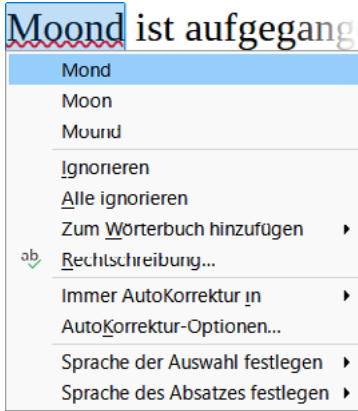 Moond ist aufgegang
Mond
Moon
Mound
Ignorieren
Alle ignorieren
Zum Wörterbuch hinzufügen
Rechtschreibung...
Immer AutoKorrektur in
AutoKorrektur-Optionen...
Sprache der Auswahl festlegen
Sprache des Absatzes festlegen